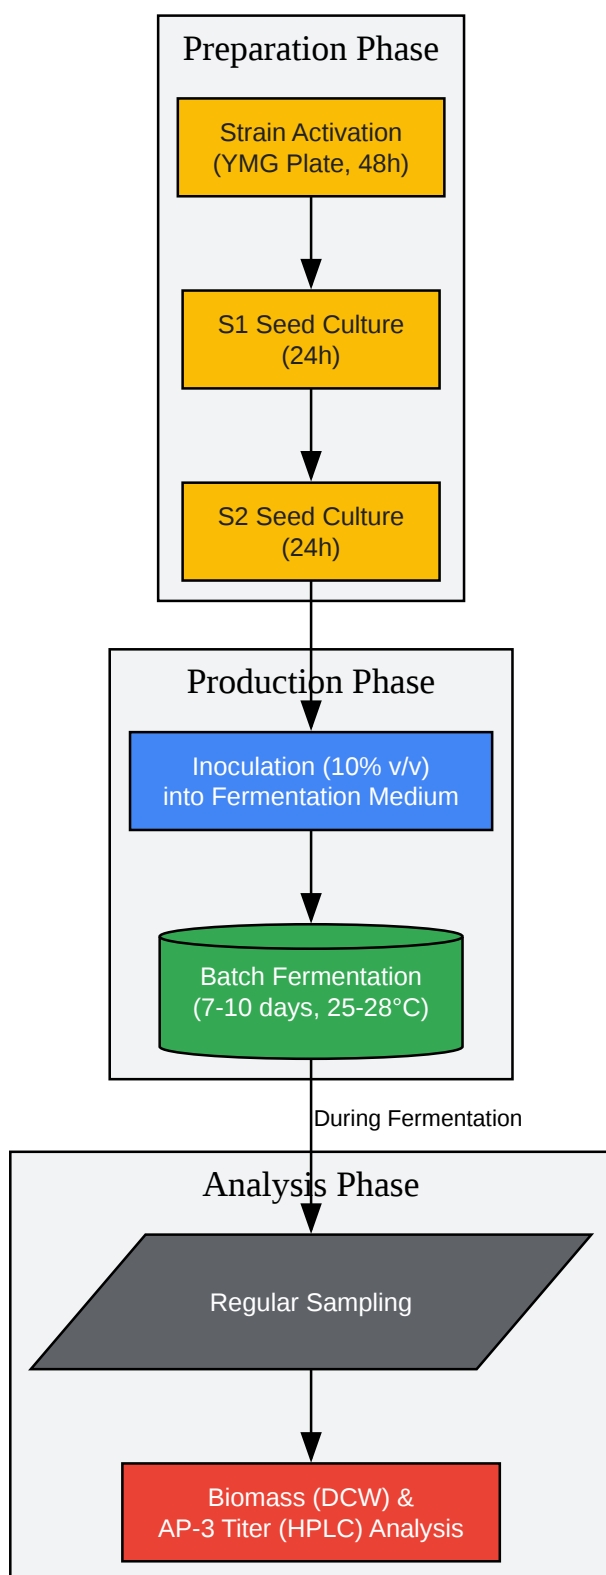 Preparation Phase
Strain Activation
(YMG Plate, 48h)
S1 Seed Culture
(24h)
S2 Seed Culture
(24h)
Production Phase
Inoculation (10% v/v)
into Fermentation Medium
Batch Fermentation
(7-10 days, 25-28°C)
During Fermentation
Analysis Phase
Regular Sampling
Biomass (DCW) &
AP-3 Titer (HPLC) Analysis